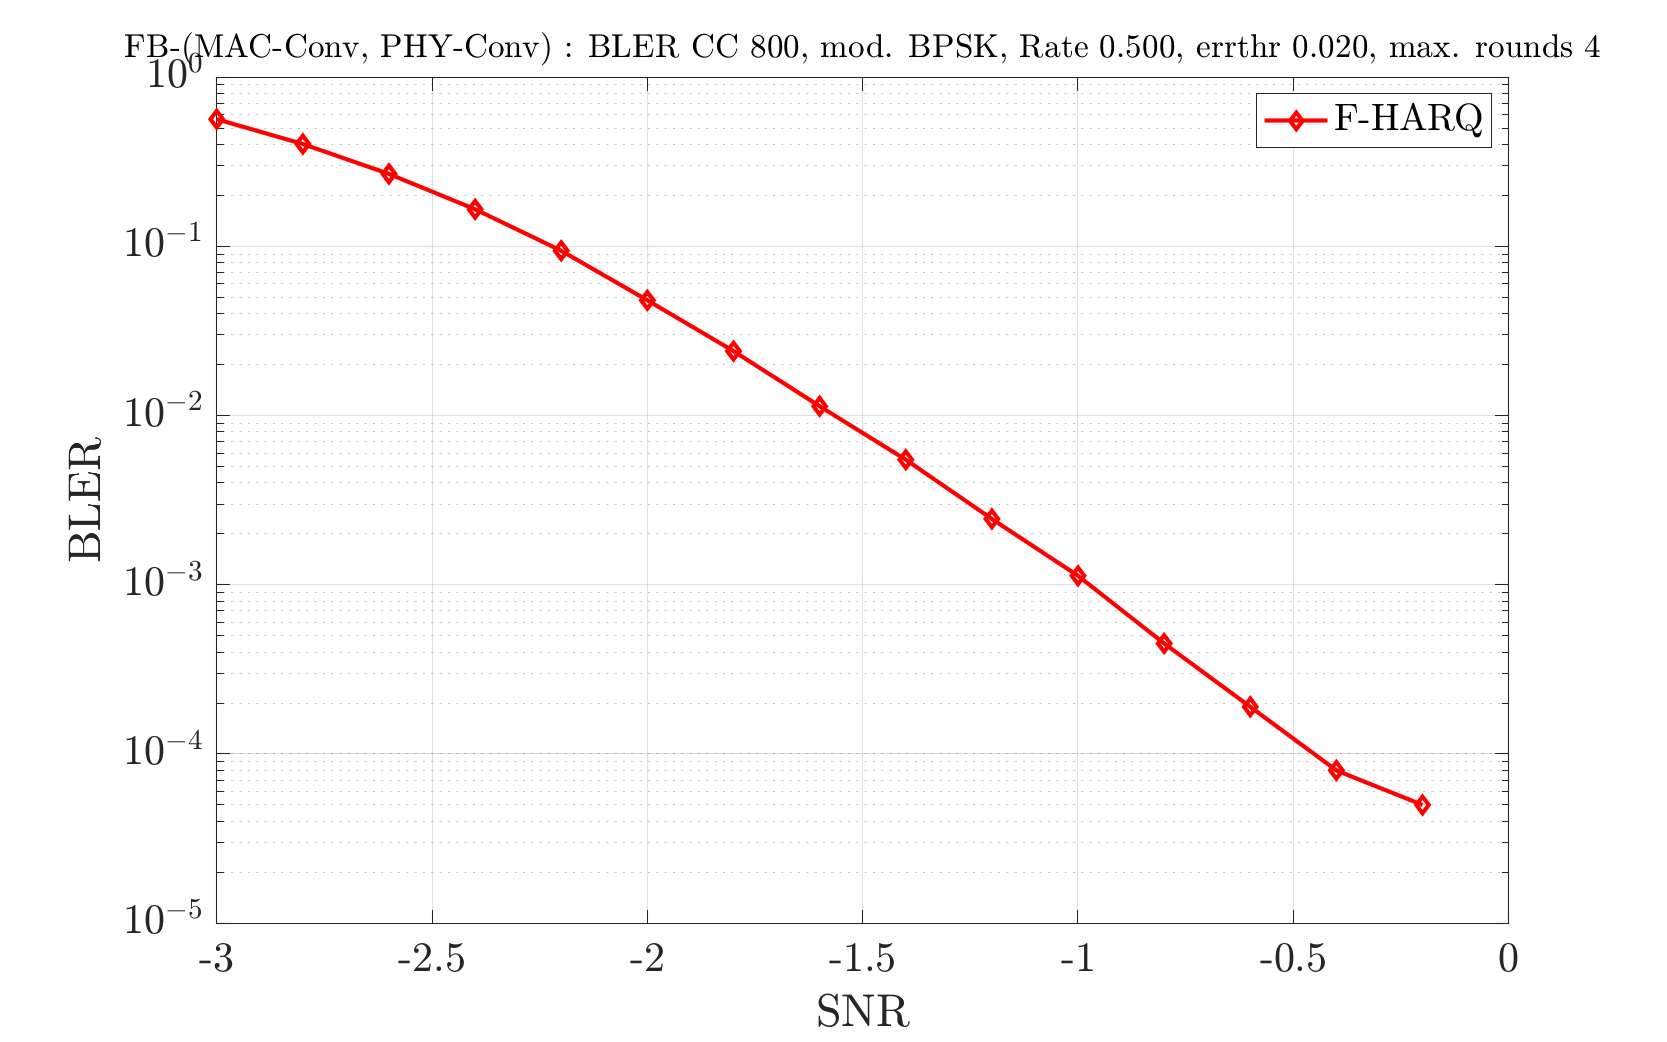 FB-(MAC-Conv, PHY-Conv) : BLER CC 800, mod. BPSK, Rate 0.500, errthr 0.020, max. rounds 4
10⁰
F-HARQ
10⁻¹
10⁻²
BLER
10⁻³
10⁻⁴
10⁻⁵
-3 -2.5 -2 -1.5 -1 -0.5 0
SNR